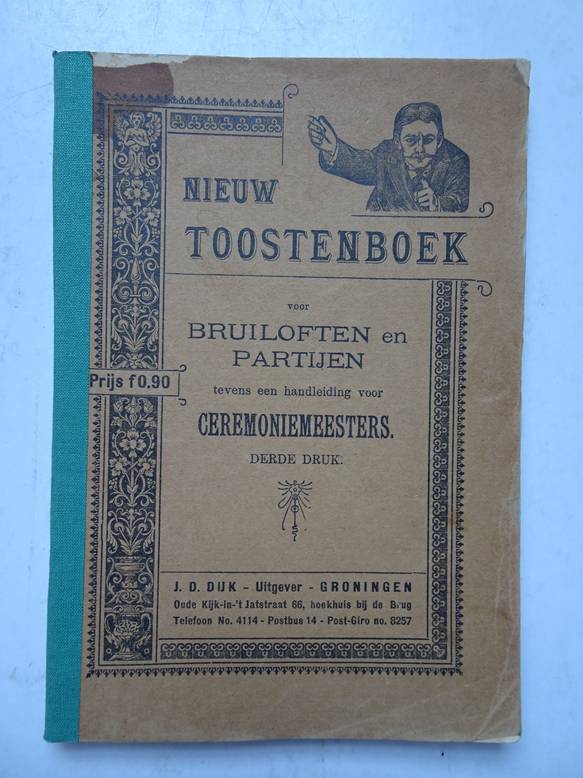 NIEUW
TOOSTENBOEK
voor
BRUILOFTEN en
PARTIJEN
Prijs f 0.90
tevens een handleiding voor
CEREMONIEMEESTERS.
DERDE DRUK.
J. D. DIJK - Uitgever - GRONINGEN
Oude Kijk-in-'t Jatstraat 66, hoekhuis bij de Brug
Telefoon No. 4114 - Postbus 14 - Post-Giro no. 8257